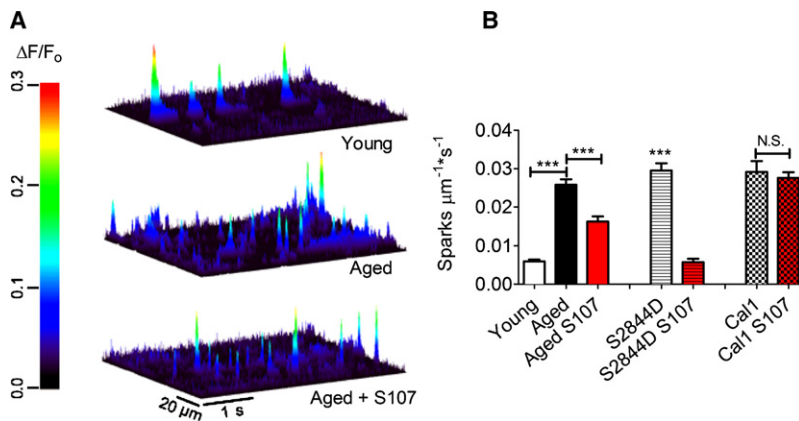 A
ΔF/Fo
0.3
0.2
0.1
0.0
Young
Aged
Aged + S107
20 µm
1 s
B
Sparks µm⁻¹*s⁻¹
0.04
0.03
0.02
0.01
0.00
***
***
***
N.S.
Young
Aged
Aged S107
S2844D
S2844D S107
Cal1
Cal1 S107